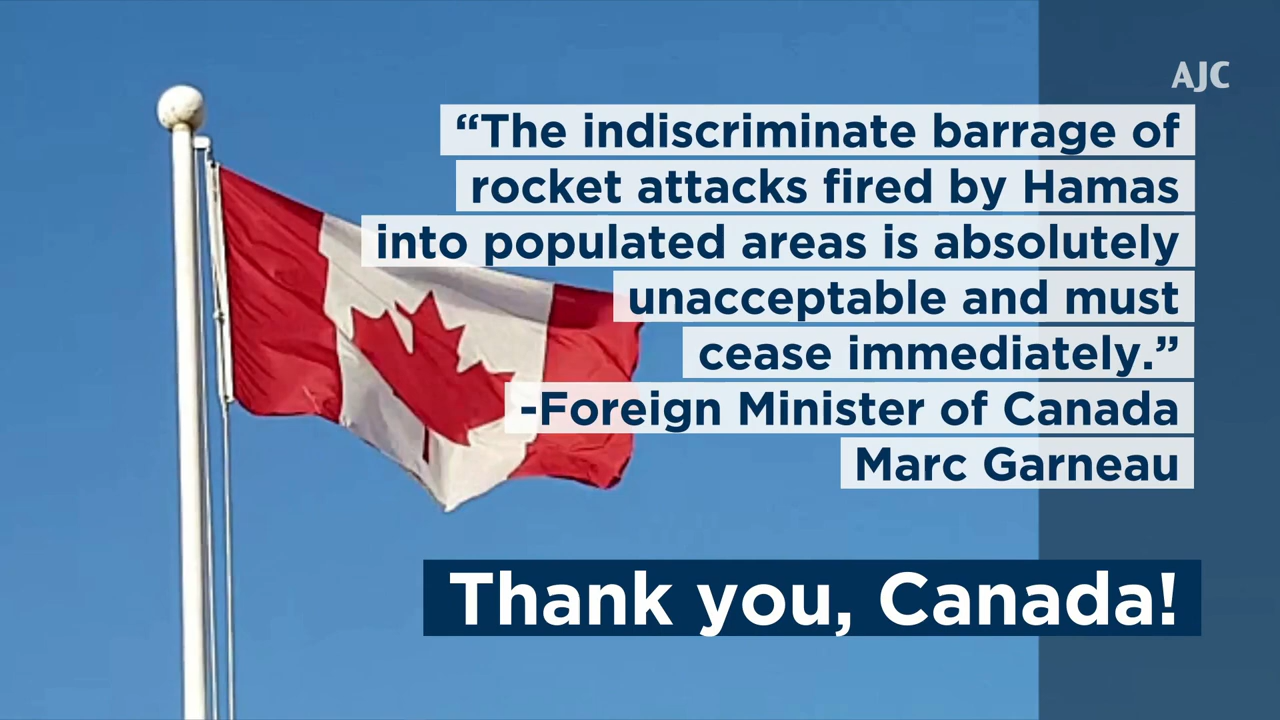 AJC
“The indiscriminate barrage of
rocket attacks fired by Hamas
into populated areas is absolutely
unacceptable and must
cease immediately.”
-Foreign Minister of Canada
Marc Garneau
Thank you, Canada!